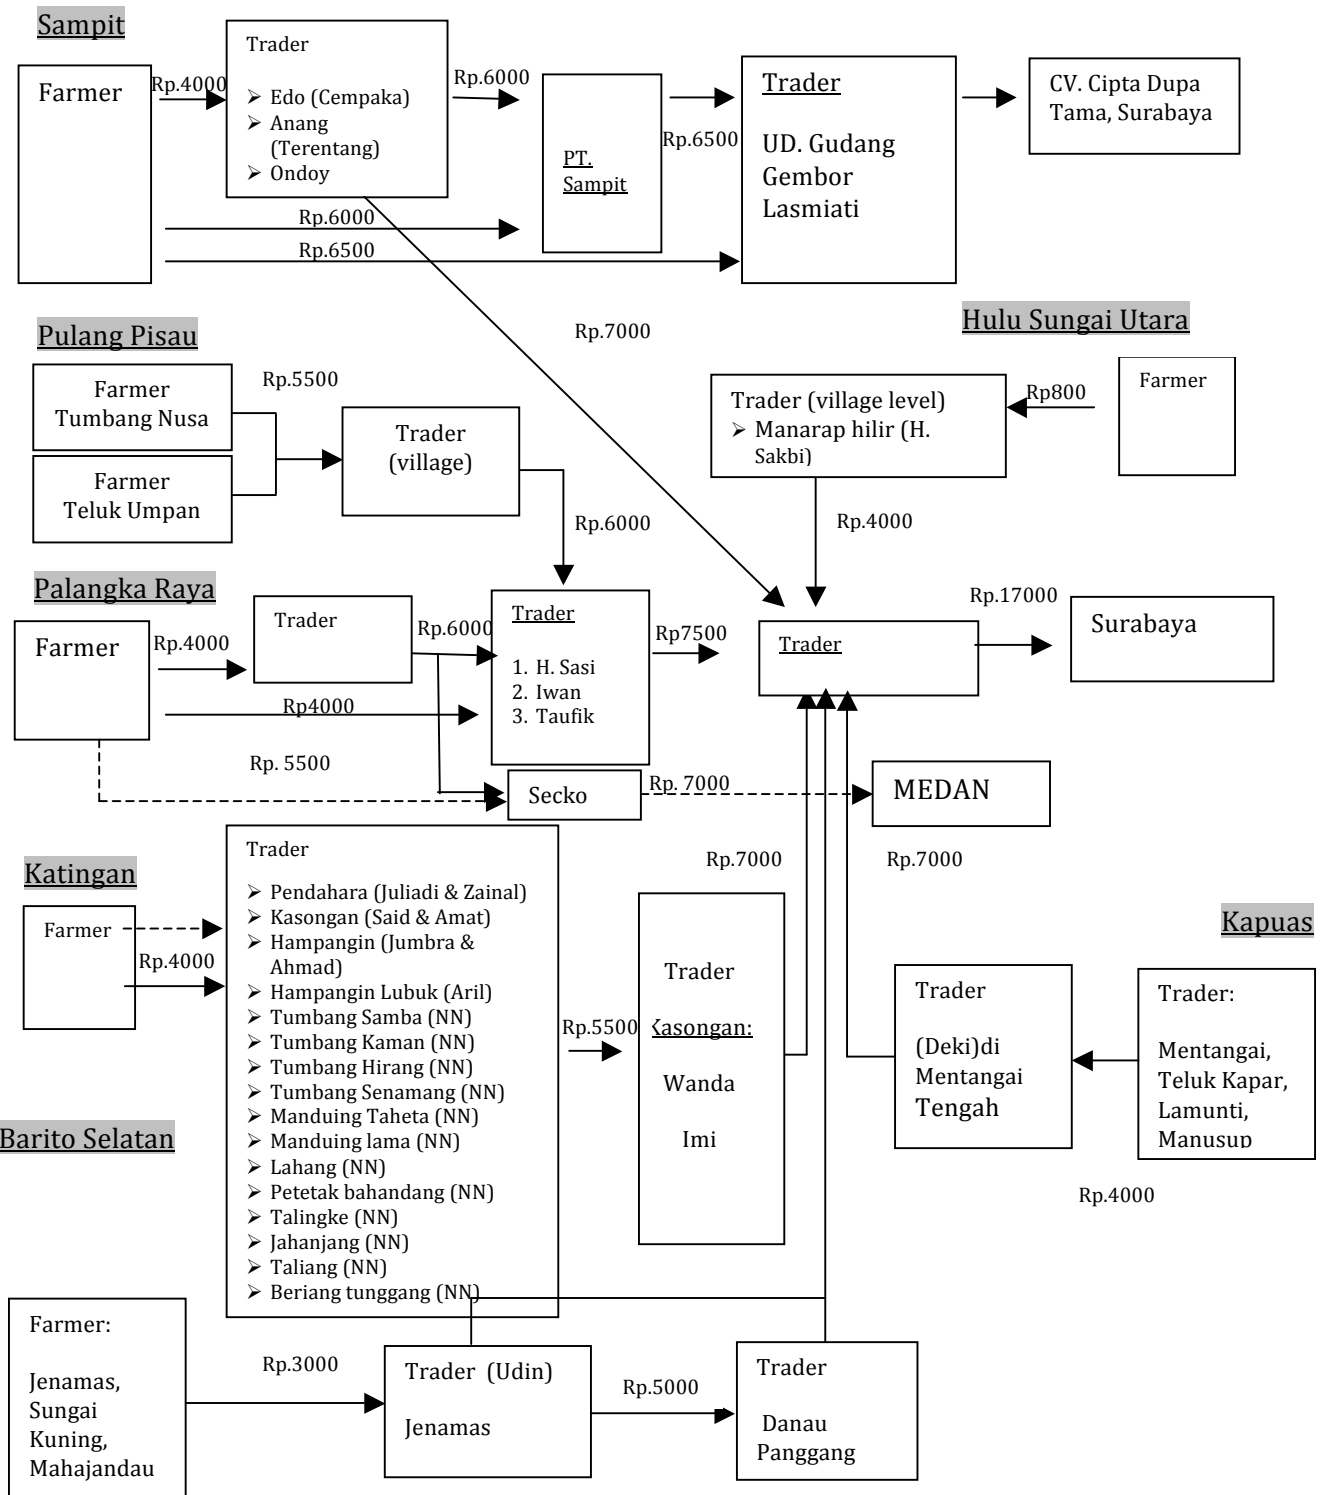 Sampit
Farmer
Rp.4000
Trader
➢ Edo (Cempaka)
➢ Anang
(Terentang)
➢ Ondoy
Rp.6000
PT.
Sampit
Rp.6500
Trader
UD. Gudang
Gembor
Lasmiati
CV. Cipta Dupa
Tama, Surabaya
Rp.6000
Rp.6500
Rp.7000
Pulang Pisau
Farmer
Tumbang Nusa
Farmer
Teluk Umpan
Rp.5500
Trader
(village)
Rp.6000
Hulu Sungai Utara
Farmer
Rp800
Trader (village level)
➢ Manarap hilir (H.
Sakbi)
Rp.4000
Palangka Raya
Farmer
Rp.4000
Trader
Rp.6000
Rp4000
Trader
1. H. Sasi
2. Iwan
3. Taufik
Rp7500
Trader
Rp.17000
Surabaya
Rp. 5500
Secko
Rp. 7000
MEDAN
Katingan
Farmer
Rp.4000
Trader
➢ Pendahara (Juliadi & Zainal)
➢ Kasongan (Said & Amat)
➢ Hampangin (Jumbra &
Ahmad)
➢ Hampangin Lubuk (Aril)
➢ Tumbang Samba (NN)
➢ Tumbang Kaman (NN)
➢ Tumbang Hirang (NN)
➢ Tumbang Senamang (NN)
➢ Manduing Taheta (NN)
➢ Manduing lama (NN)
➢ Lahang (NN)
➢ Petetak bahandang (NN)
➢ Talingke (NN)
➢ Jahanjang (NN)
➢ Taliang (NN)
➢ Beriang tunggang (NN)
Rp.5500
Trader
Kasongan:
Wanda
Imi
Rp.7000
Rp.7000
Kapuas
Trader
(Deki)di
Mentangai
Tengah
Trader:
Mentangai,
Teluk Kapar,
Lamunti,
Manusup
Rp.4000
Barito Selatan
Farmer:
Jenamas,
Sungai
Kuning,
Mahajandau
Rp.3000
Trader (Udin)
Jenamas
Rp.5000
Trader
Danau
Panggang